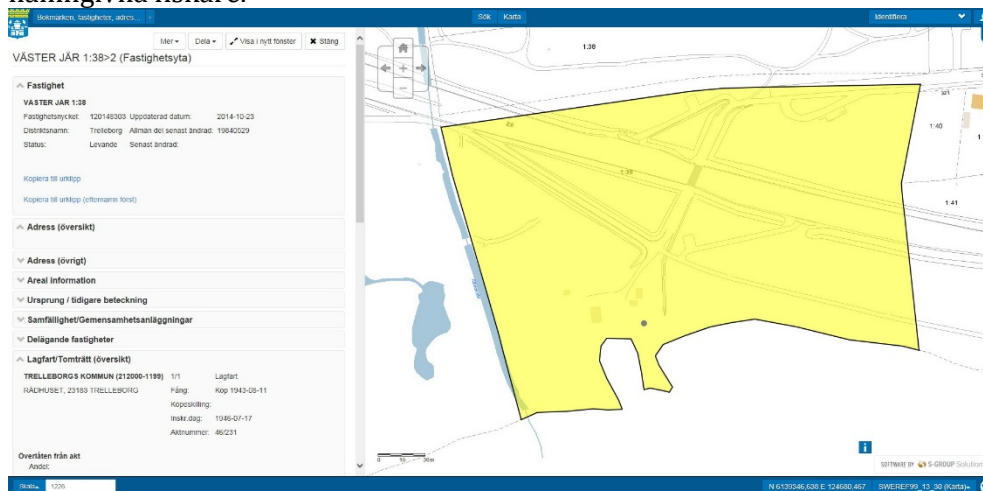 Bokmärken, fastigheter, adres...
Sök Karta
Identifiera
Mer Dela Visa i nytt fönster Stäng
VÄSTER JÄR 1:38>2 (Fastighetsyta)
Fastighet
VÄSTER JÄR 1:38
Fastighetsnyckel: 120148303 Uppdaterad datum: 2014-10-23
Distriktsnamn: Trelleborg Allmän del senast ändrad: 19840529
Status: Levande Senast ändrad:
Kopiera till urklipp
Kopiera till urklipp (efternamn först)
Adress (översikt)
Adress (övrigt)
Areal information
Ursprung / tidigare beteckning
Samfällighet/Gemensamhetsanläggningar
Delägande fastigheter
Lagfart/Tomträtt (översikt)
TRELLEBORGS KOMMUN (212000-1199) 1/1 Lagfart
RÅDHUSET, 23183 TRELLEBORG Fång: Köp 1943-08-11
Köpeskilling:
Inskr.dag: 1946-07-17
Aktnummer: 46/231
Överlåten från akt
Andel:
Skala 1226
1:38
1:38
1:40
1:41
30m
SOFTWARE BY S-GROUP Solution
N 6139346,638 E 124680,467 SWEREF99_13_30 (Karta)